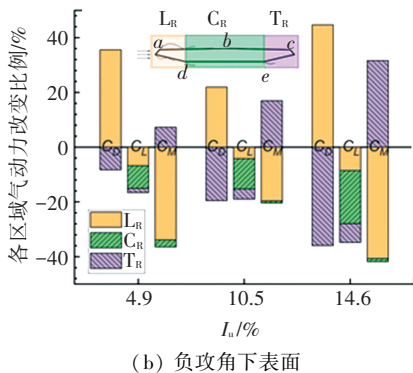 L_R C_R T_R
a b c
d e
各区域气动力改变比例/%
40
20
0
−20
−40
C_D C_L C_M C_D C_L C_M C_D C_L C_M
L_R
C_R
T_R
4.9 10.5 14.6
I_u/%
(b) 负攻角下表面